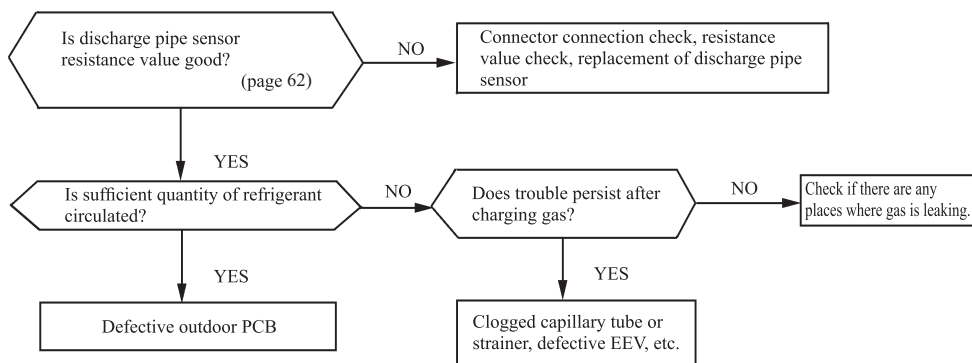 Is discharge pipe sensor
resistance value good?
(page 62)
NO
Connector connection check, resistance
value check, replacement of discharge pipe
sensor
YES
Is sufficient quantity of refrigerant
circulated?
NO
Does trouble persist after
charging gas?
NO
Check if there are any
places where gas is leaking.
YES
YES
Defective outdoor PCB
Clogged capillary tube or
strainer, defective EEV, etc.